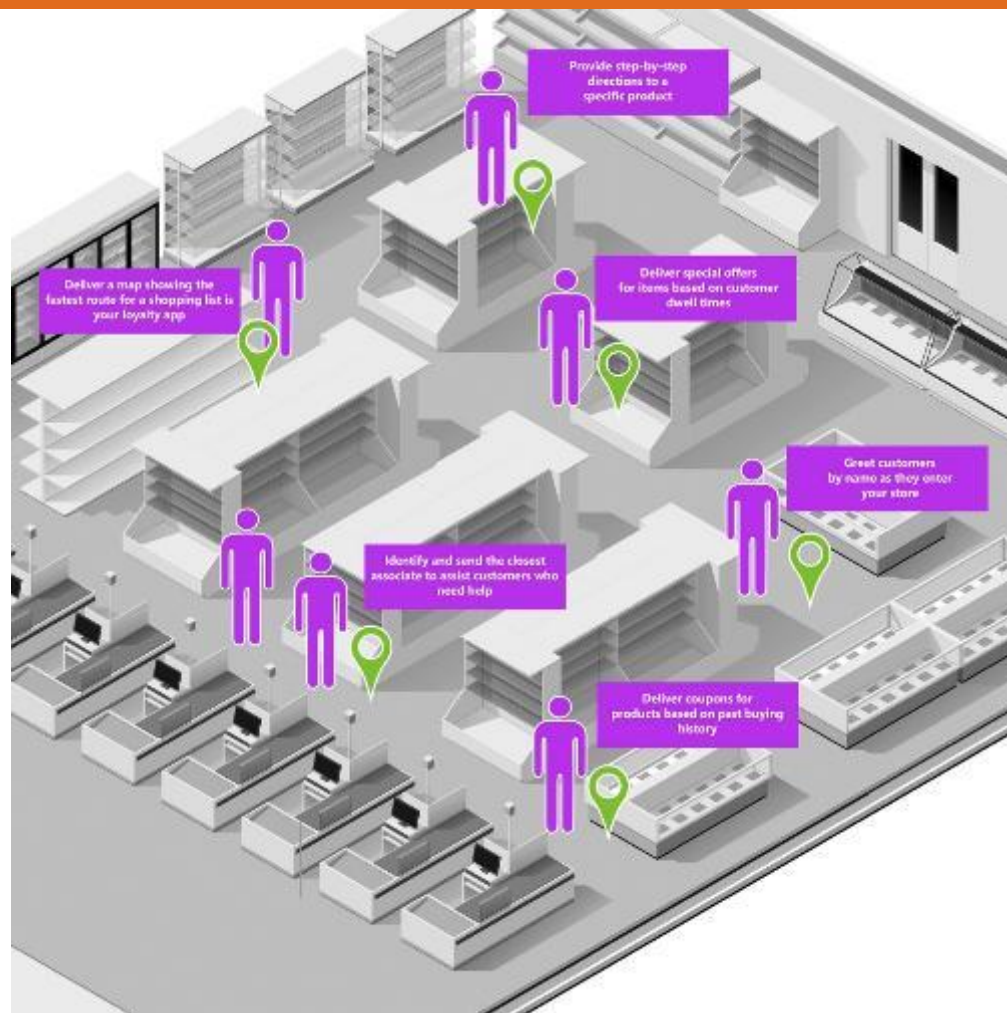 Provide step-by-step
directions to a
specific product
Deliver a map showing the
fastest route for a shopping list is
your loyalty app
Deliver special offers
for items based on customer
dwell times
Greet customers
by name as they enter
your store
Identify and send the closest
associate to assist customers who
need help
Deliver coupons for
products based on past buying
history